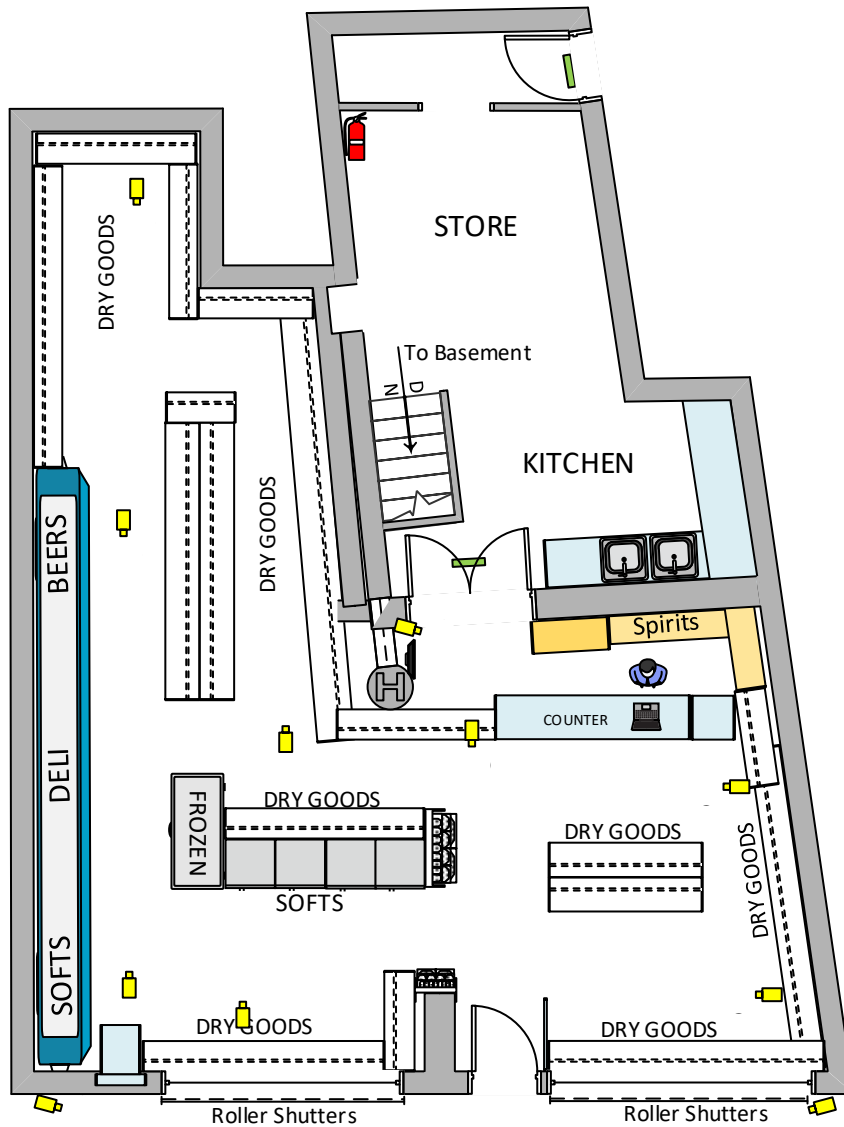 STORE
DRY GOODS
To Basement
D
N
KITCHEN
DRY GOODS
BEERS
Spirits
COUNTER
H
DELI
FROZEN
DRY GOODS
DRY GOODS
DRY GOODS
SOFTS
SOFTS
DRY GOODS
DRY GOODS
Roller Shutters
Roller Shutters